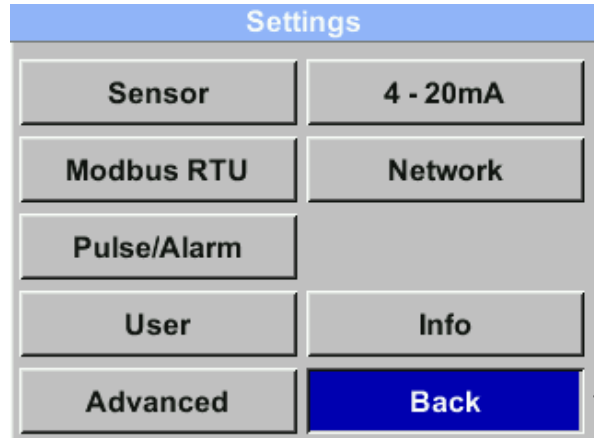 Settings
Sensor
4 - 20mA
Modbus RTU
Network
Pulse/Alarm
User
Info
Advanced
Back